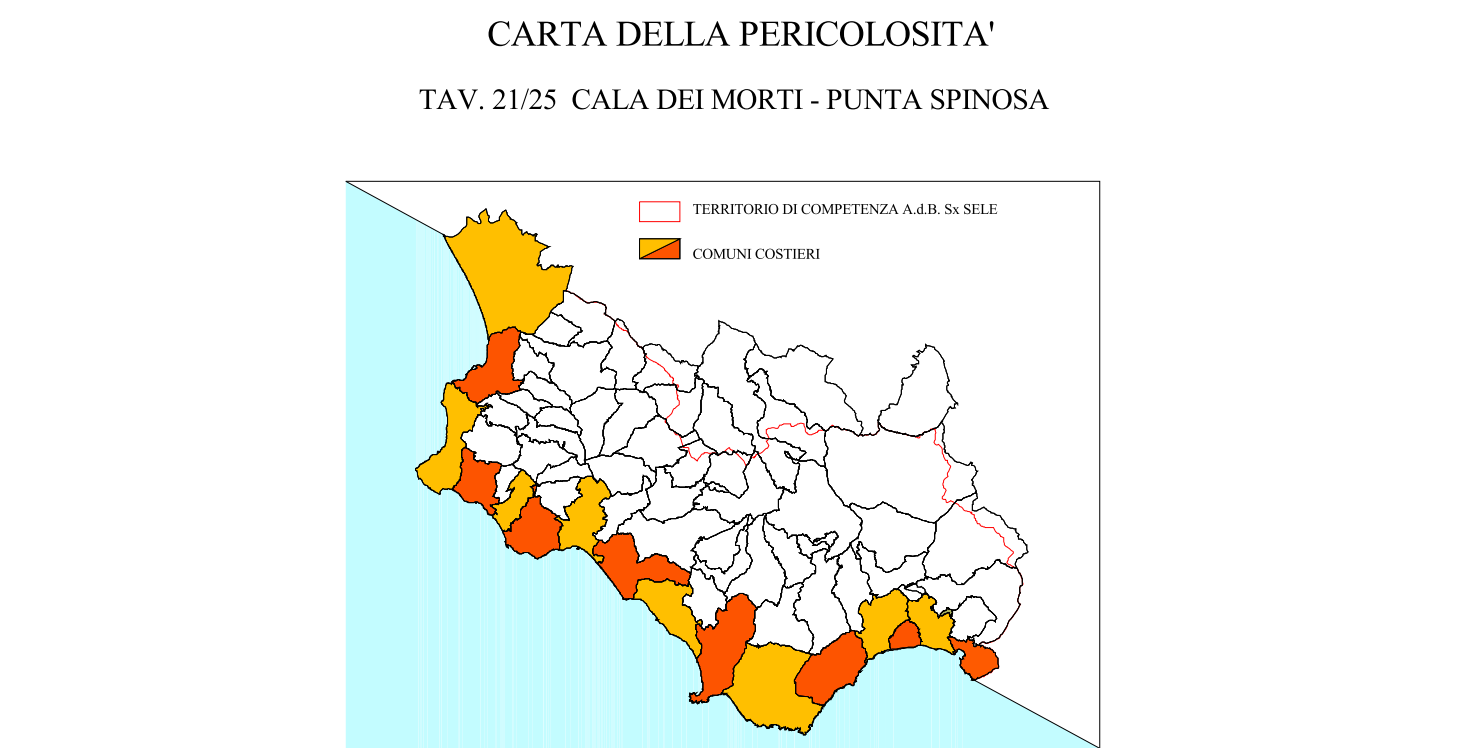 CARTA DELLA PERICOLOSITA'
TAV. 21/25 CALA DEI MORTI - PUNTA SPINOSA
TERRITORIO DI COMPETENZA A.d.B. Sx SELE
COMUNI COSTIERI